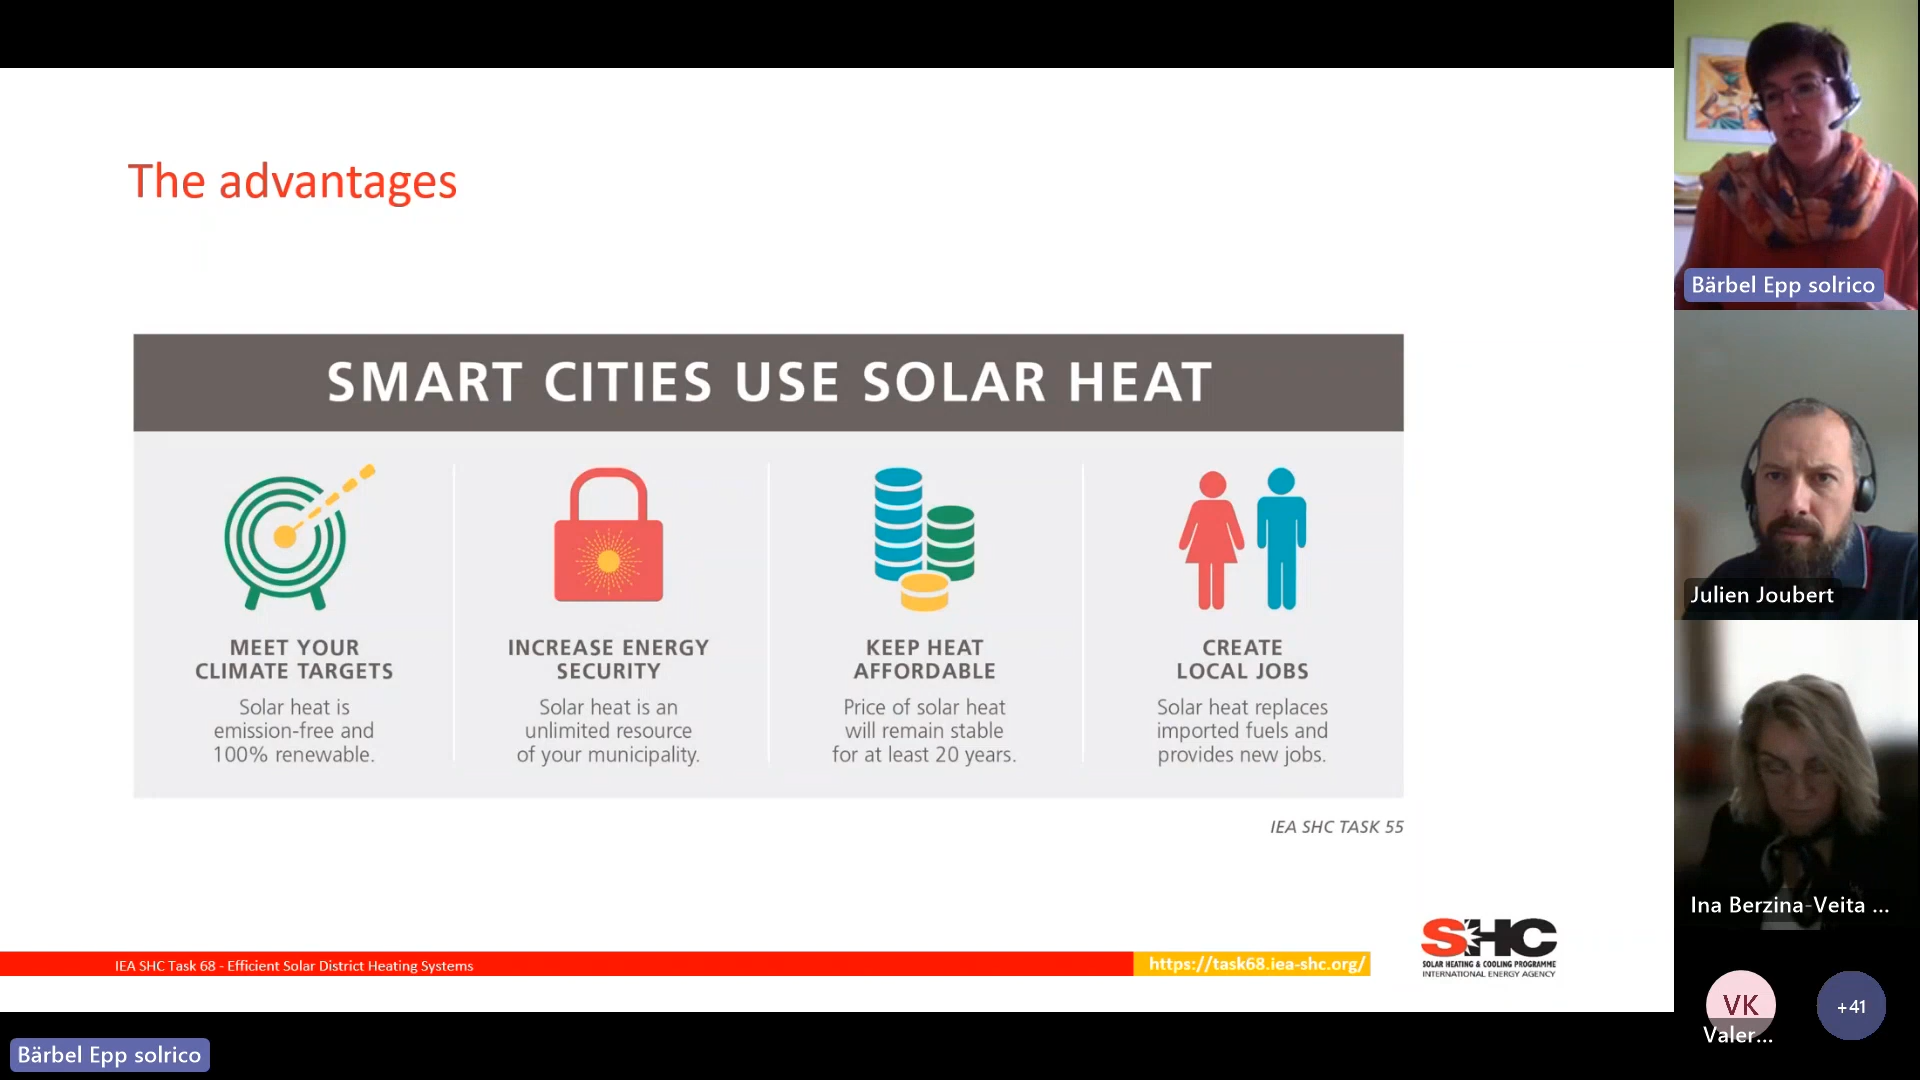 The advantages
SMART CITIES USE SOLAR HEAT
MEET YOUR
CLIMATE TARGETS
Solar heat is
emission-free and
100% renewable.
INCREASE ENERGY
SECURITY
Solar heat is an
unlimited resource
of your municipality.
KEEP HEAT
AFFORDABLE
Price of solar heat
will remain stable
for at least 20 years.
CREATE
LOCAL JOBS
Solar heat replaces
imported fuels and
provides new jobs.
IEA SHC TASK 55
IEA SHC Task 68 - Efficient Solar District Heating Systems
https://task68.iea-shc.org/
SHC
SOLAR HEATING & COOLING PROGRAMME
INTERNATIONAL ENERGY AGENCY
Bärbel Epp solrico
Bärbel Epp solrico
Julien Joubert
Ina Berzina-Veita ...
VK
Valer...
+41